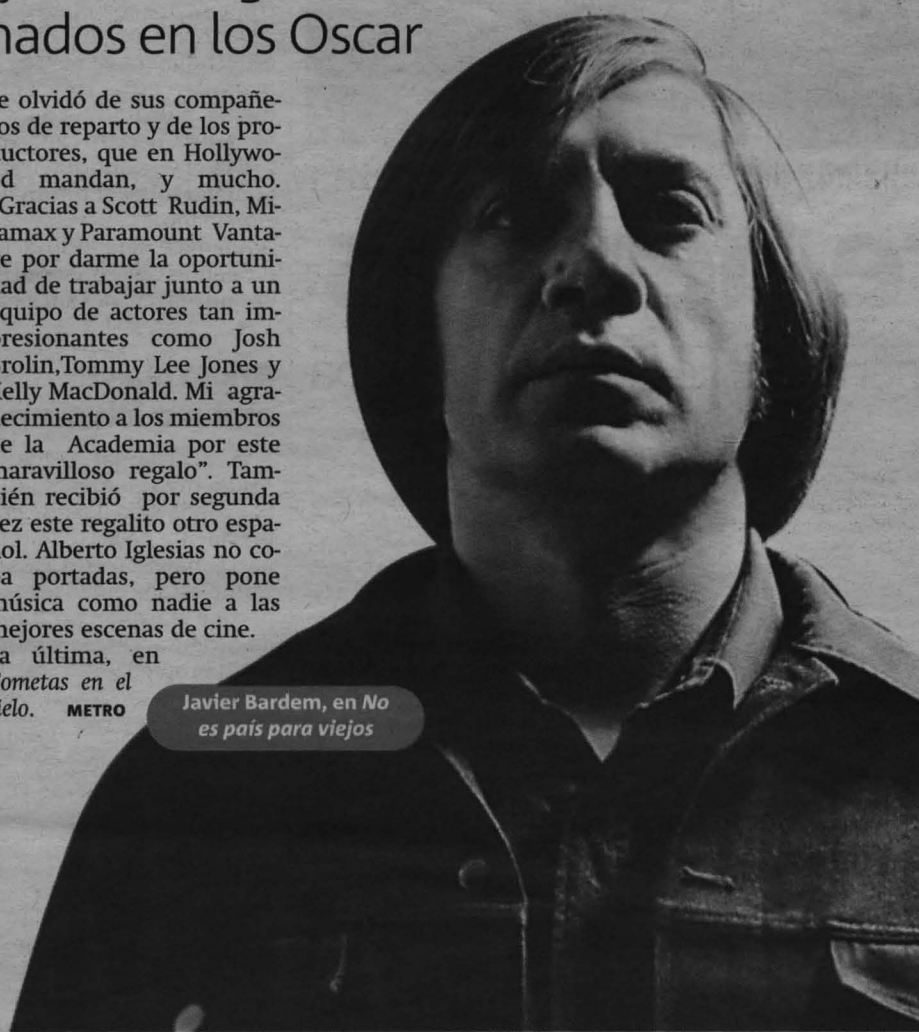 nados en los Oscar
e olvidó de sus compañe-
os de reparto y de los pro-
uctores, que en Hollywo-
d mandan, y mucho.
Gracias a Scott Rudin, Mi-
amax y Paramount Vanta-
e por darme la oportuni-
ad de trabajar junto a un
quipo de actores tan im-
presionantes como Josh
rolin,Tommy Lee Jones y
elly MacDonald. Mi agra-
ecimiento a los miembros
e la Academia por este
naravilloso regalo”. Tam-
ién recibió por segunda
ez este regalito otro espa-
ol. Alberto Iglesias no co-
a portadas, pero pone
núsica como nadie a las
nejores escenas de cine.
a última, en
ometas en el
ielo. METRO
Javier Bardem, en No
es país para viejos